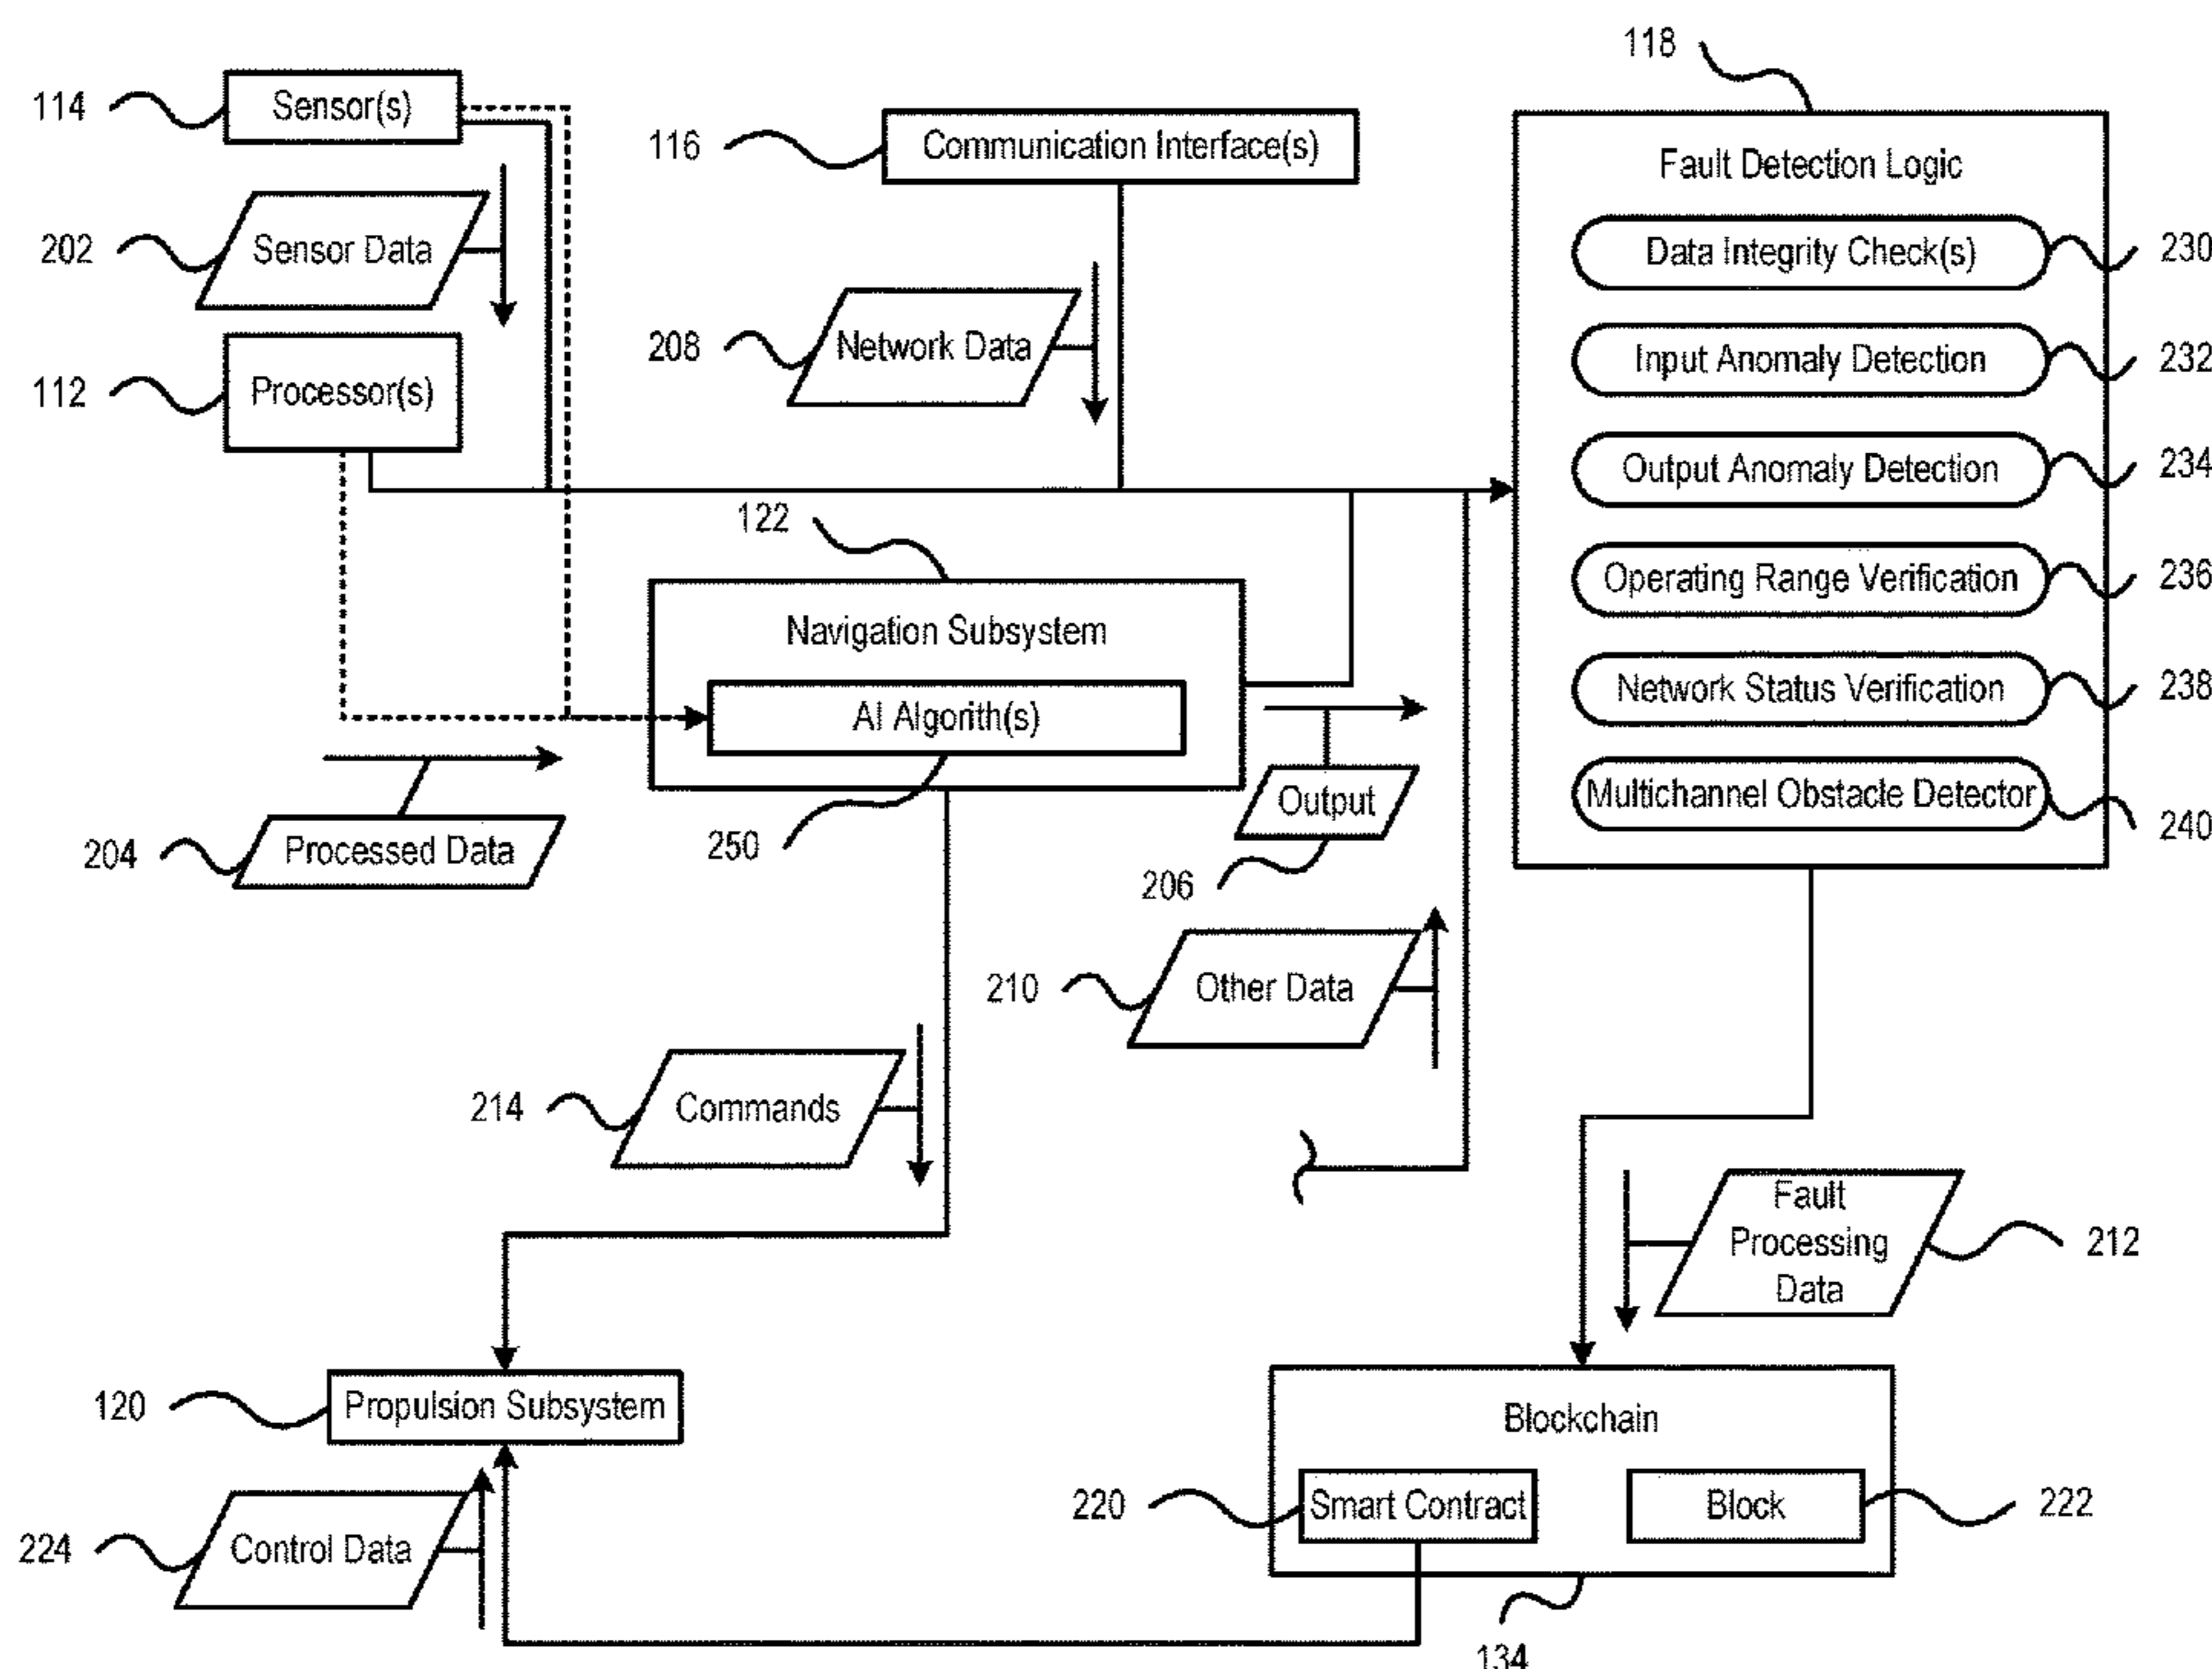 118
114
Sensor(s)
116
Communication Interface(s)
Fault Detection Logic
202
Sensor Data
Data Integrity Check(s)
230
208
Network Data
Input Anomaly Detection
232
112
Processor(s)
Output Anomaly Detection
234
122
Operating Range Verification
236
Navigation Subsystem
Network Status Verification
238
AI Algorith(s)
Multichannel Obstacle Detector
240
Output
250
204
Processed Data
206
210
Other Data
214
Commands
Fault
Processing
Data
212
120
Propulsion Subsystem
Blockchain
220
Smart Contract
Block
222
224
Control Data
134